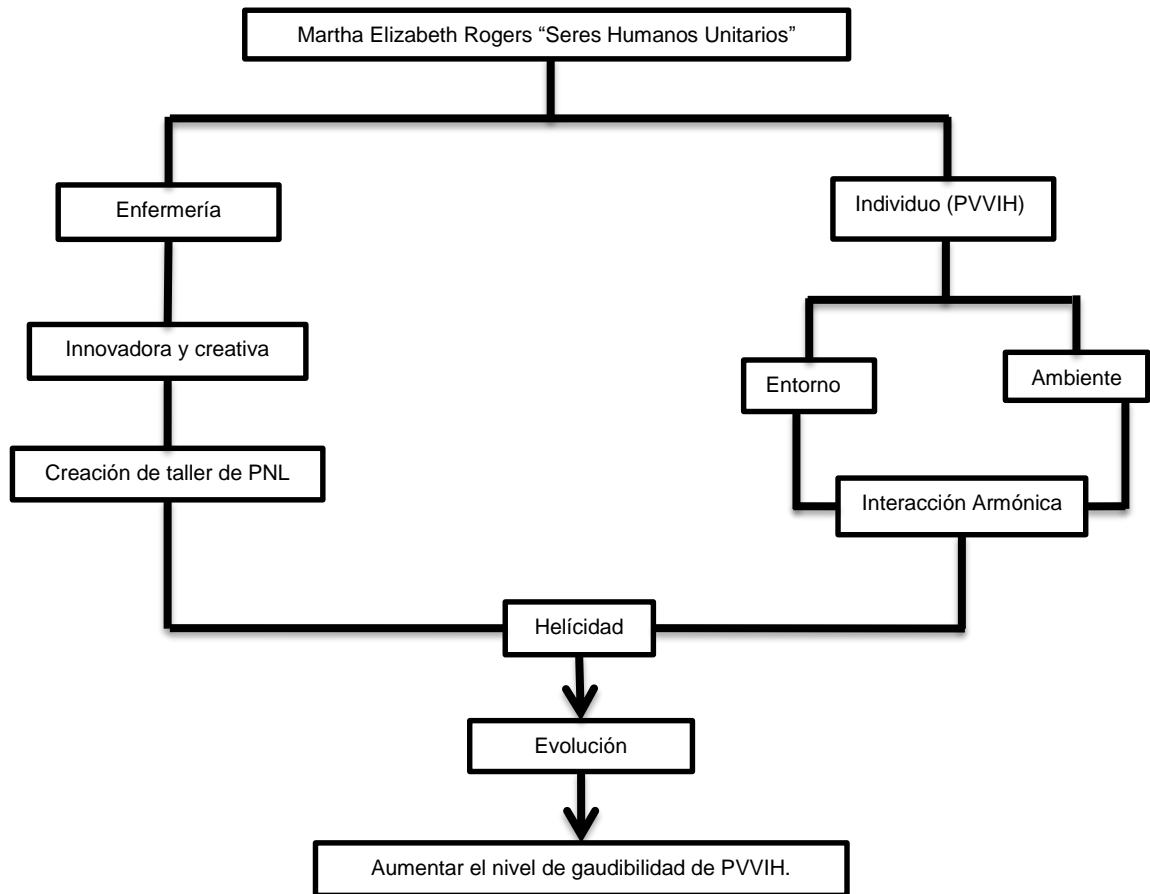 Martha Elizabeth Rogers “Seres Humanos Unitarios”
Enfermería
Individuo (PVVIH)
Innovadora y creativa
Entorno
Ambiente
Creación de taller de PNL
Interacción Armónica
Helícidad
Evolución
Aumentar el nivel de gaudibilidad de PVVIH.